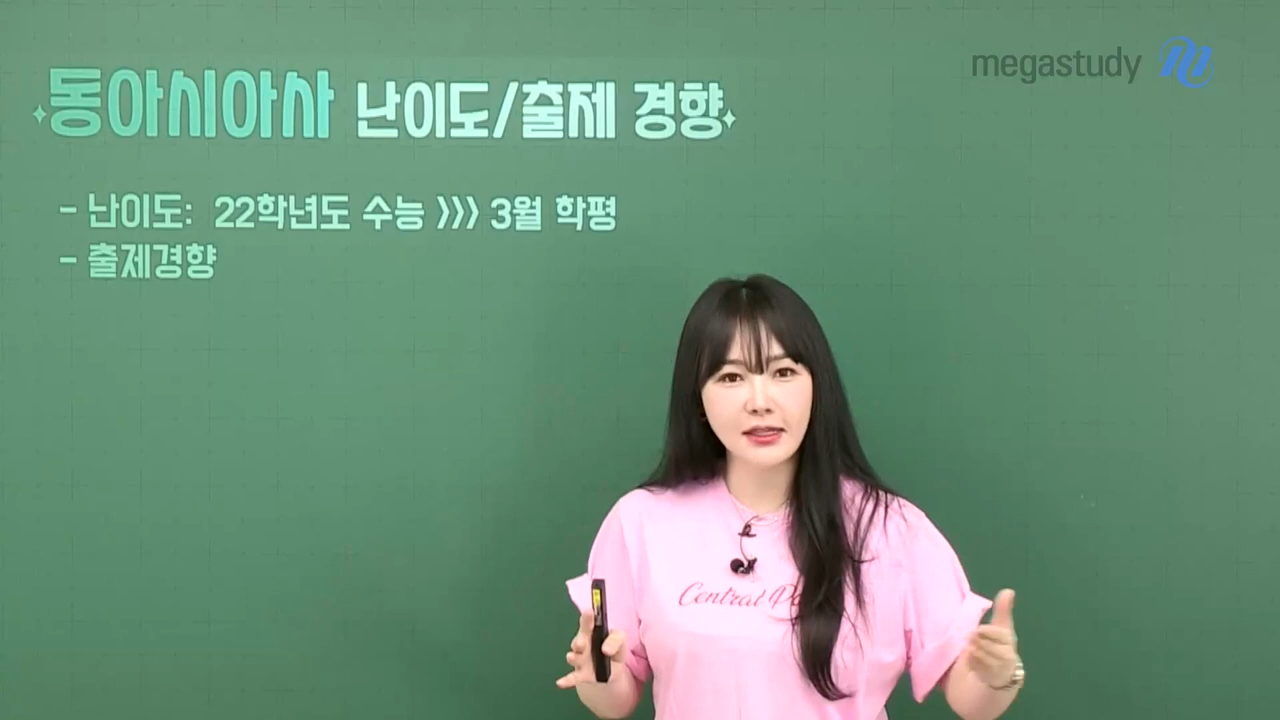 megastudy
동아시아사 난이도/출제 경향
- 난이도: 22학년도 수능 >>> 3월 학평
- 출제경향
Central